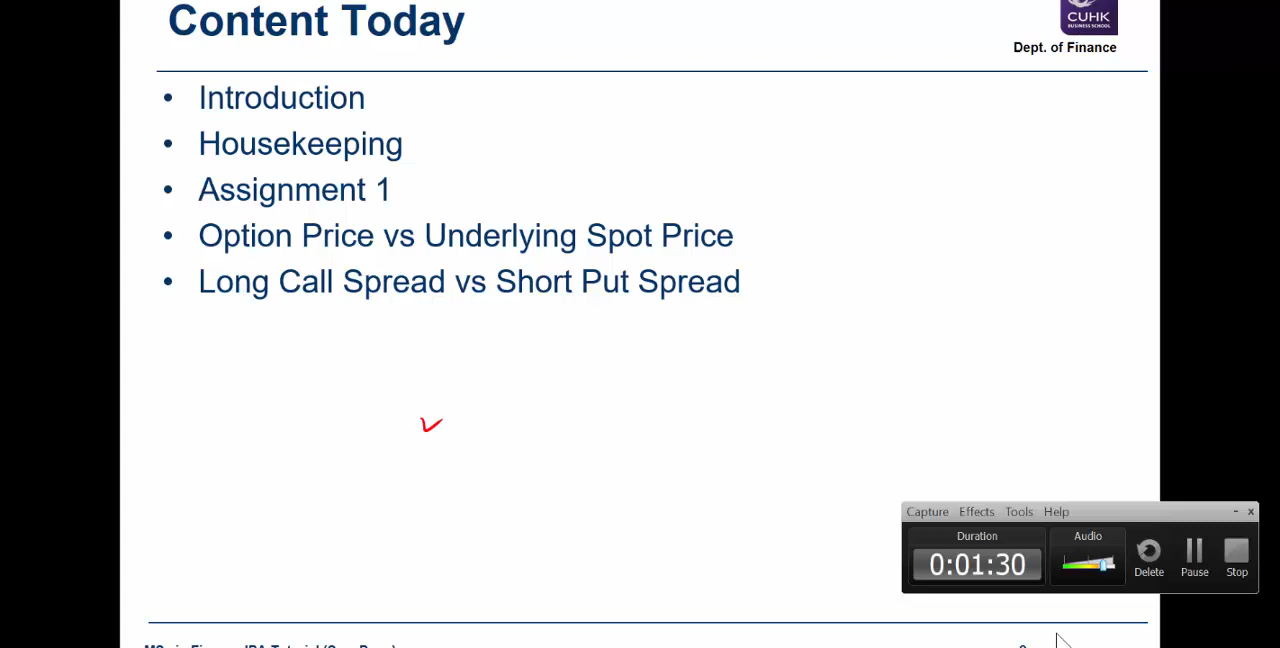 Content Today
CUHK
BUSINESS SCHOOL
Dept. of Finance
• Introduction
• Housekeeping
• Assignment 1
• Option Price vs Underlying Spot Price
• Long Call Spread vs Short Put Spread
Capture Effects Tools Help
Duration
Audio
0:01:30
Delete Pause Stop